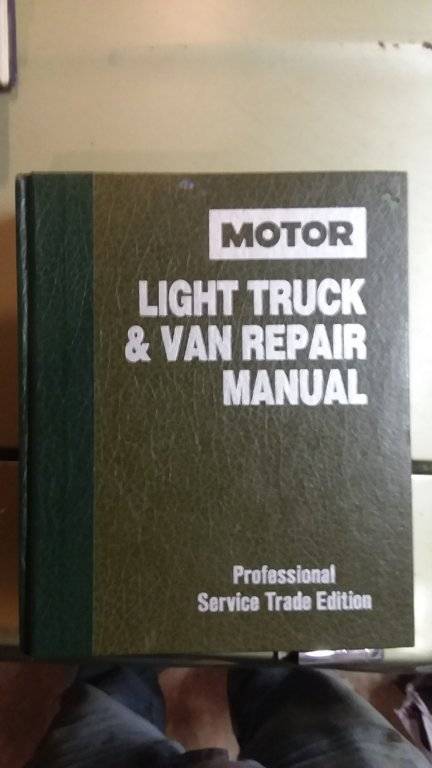 MOTOR
LIGHT TRUCK
& VAN REPAIR
MANUAL
Professional
Service Trade Edition